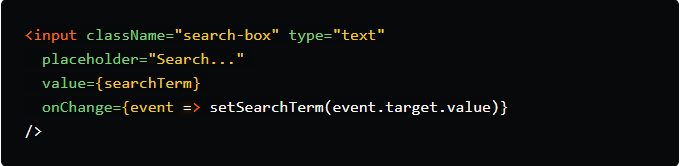 <input className="search-box" type="text"
placeholder="Search..."
value={searchTerm}
onChange={event => setSearchTerm(event.target.value)}
/>